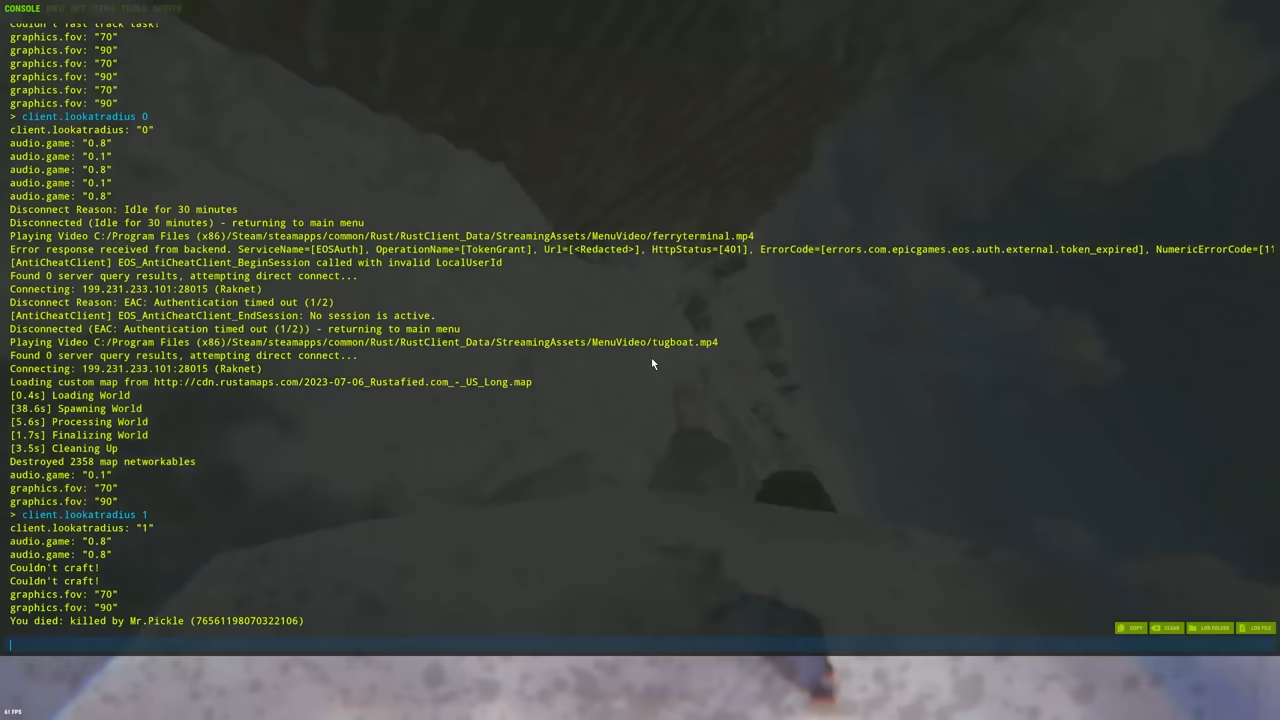 CONSOLE
Couldn't fast track task!
graphics.fov: "70"
graphics.fov: "90"
graphics.fov: "70"
graphics.fov: "90"
graphics.fov: "70"
graphics.fov: "90"
> client.lookatradius 0
client.lookatradius: "0"
audio.game: "0.8"
audio.game: "0.1"
audio.game: "0.8"
audio.game: "0.1"
audio.game: "0.8"
Disconnect Reason: Idle for 30 minutes
Disconnected (Idle for 30 minutes) - returning to main menu
Playing Video C:/Program Files (x86)/Steam/steamapps/common/Rust/RustClient_Data/StreamingAssets/MenuVideo/ferryterminal.mp4
Error response received from backend. ServiceName=[EOSAuth], OperationName=[TokenGrant], Url=[<Redacted>], HttpStatus=[401], ErrorCode=[errors.com.epicgames.eos.auth.external.token_expired], NumericErrorCode=[11
[AntiCheatClient] EOS_AntiCheatClient_BeginSession called with invalid LocalUserId
Found 0 server query results, attempting direct connect...
Connecting: 199.231.233.101:28015 (Raknet)
Disconnect Reason: EAC: Authentication timed out (1/2)
[AntiCheatClient] EOS_AntiCheatClient_EndSession: No session is active.
Disconnected (EAC: Authentication timed out (1/2)) - returning to main menu
Playing Video C:/Program Files (x86)/Steam/steamapps/common/Rust/RustClient_Data/StreamingAssets/MenuVideo/tugboat.mp4
Found 0 server query results, attempting direct connect...
Connecting: 199.231.233.101:28015 (Raknet)
Loading custom map from http://cdn.rustamaps.com/2023-07-06_Rustafied.com_-_US_Long.map
[0.4s] Loading World
[38.6s] Spawning World
[5.6s] Processing World
[1.7s] Finalizing World
[3.5s] Cleaning Up
Destroyed 2358 map networkables
audio.game: "0.1"
graphics.fov: "70"
graphics.fov: "90"
> client.lookatradius 1
client.lookatradius: "1"
audio.game: "0.8"
audio.game: "0.8"
Couldn't craft!
Couldn't craft!
graphics.fov: "70"
graphics.fov: "90"
You died: killed by Mr.Pickle (76561198070322106)
COPY CLEAR LOG FOLDER LOG FILE
61 FPS